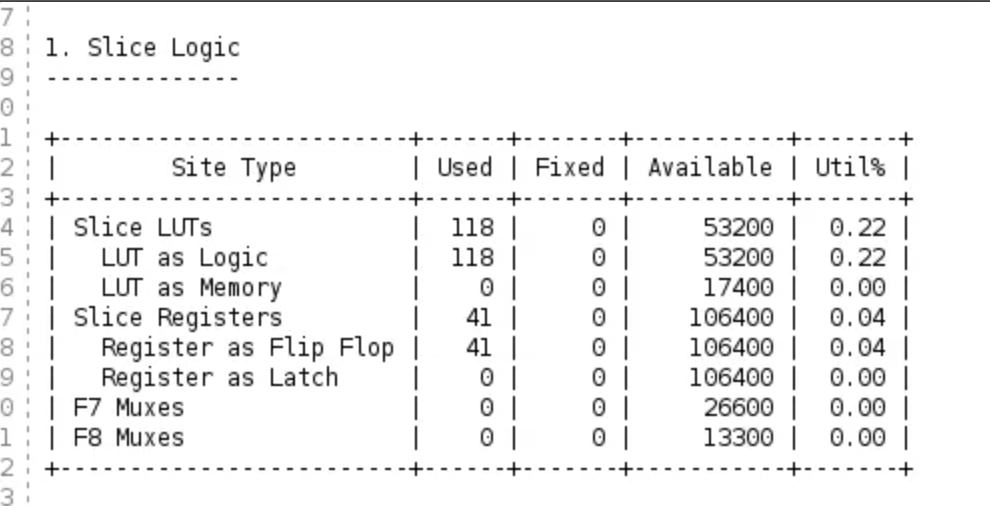 7
8 1. Slice Logic
9 --------------
0
1 +--------------------------+------+-------+-----------+-------+
2 |         Site Type        | Used | Fixed | Available | Util% |
3 +--------------------------+------+-------+-----------+-------+
4 | Slice LUTs               |  118 |     0 |     53200 |  0.22 |
5 |   LUT as Logic           |  118 |     0 |     53200 |  0.22 |
6 |   LUT as Memory          |    0 |     0 |     17400 |  0.00 |
7 | Slice Registers          |   41 |     0 |    106400 |  0.04 |
8 |   Register as Flip Flop  |   41 |     0 |    106400 |  0.04 |
9 |   Register as Latch      |    0 |     0 |    106400 |  0.00 |
0 | F7 Muxes                 |    0 |     0 |     26600 |  0.00 |
1 | F8 Muxes                 |    0 |     0 |     13300 |  0.00 |
2 +--------------------------+------+-------+-----------+-------+
3